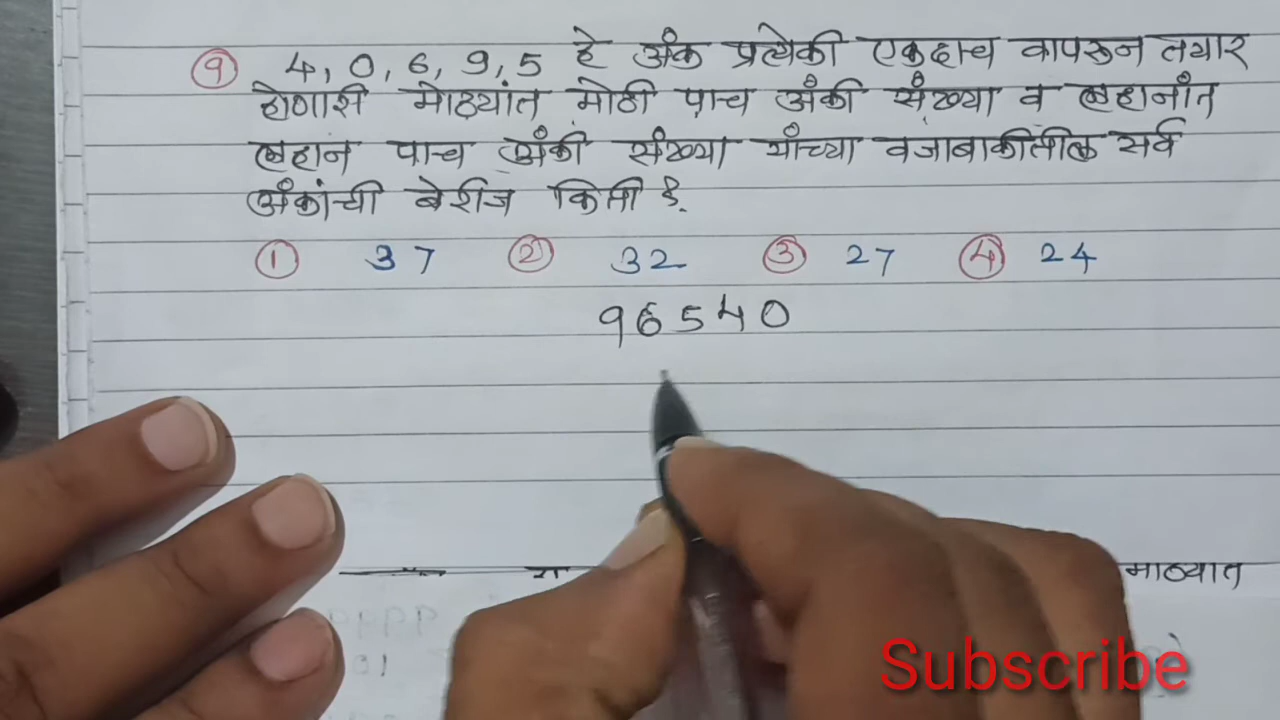 ९ 4, 0, 6, 9, 5 हे अंक प्रत्येकी एकदाच वापरून तयार
होणारी मोठ्यांत मोठी पाच अंकी संख्या व लहानांत
लहान पाच अंकी संख्या यांच्या वजाबाकीतील सर्व
अंकांची बेरीज किती ?
① 37 ② 32 ③ 27 ④ 24
96540
माठ्यात
Subscribe